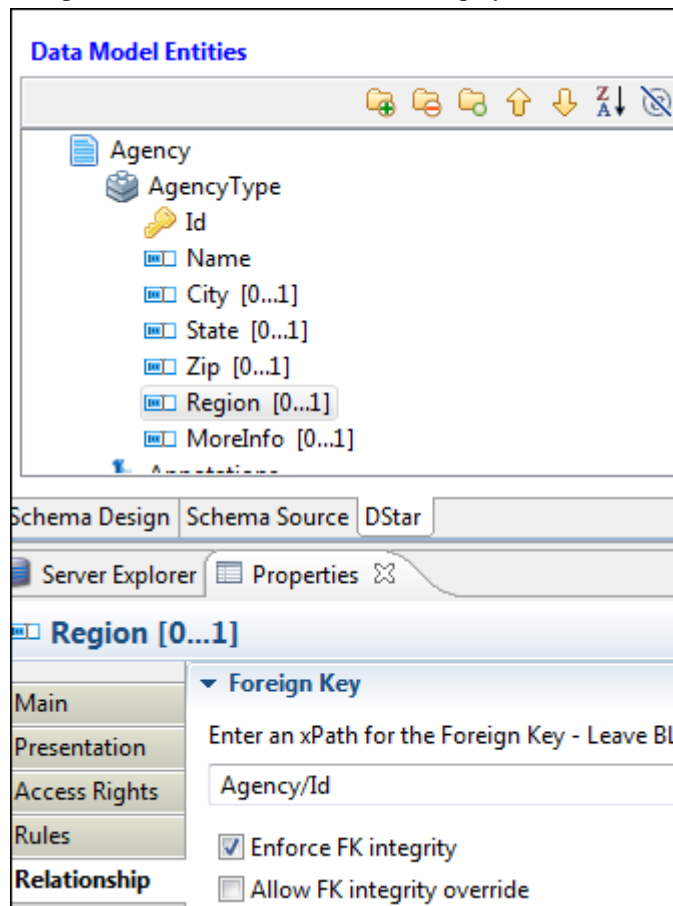 Data Model Entities
Agency
AgencyType
Id
Name
City [0...1]
State [0...1]
Zip [0...1]
Region [0...1]
MoreInfo [0...1]
Annotations
Schema Design Schema Source DStar
Server Explorer Properties
Region [0...1]
Main
Presentation
Access Rights
Rules
Relationship
Foreign Key
Enter an xPath for the Foreign Key - Leave BL
Agency/Id
Enforce FK integrity
Allow FK integrity override